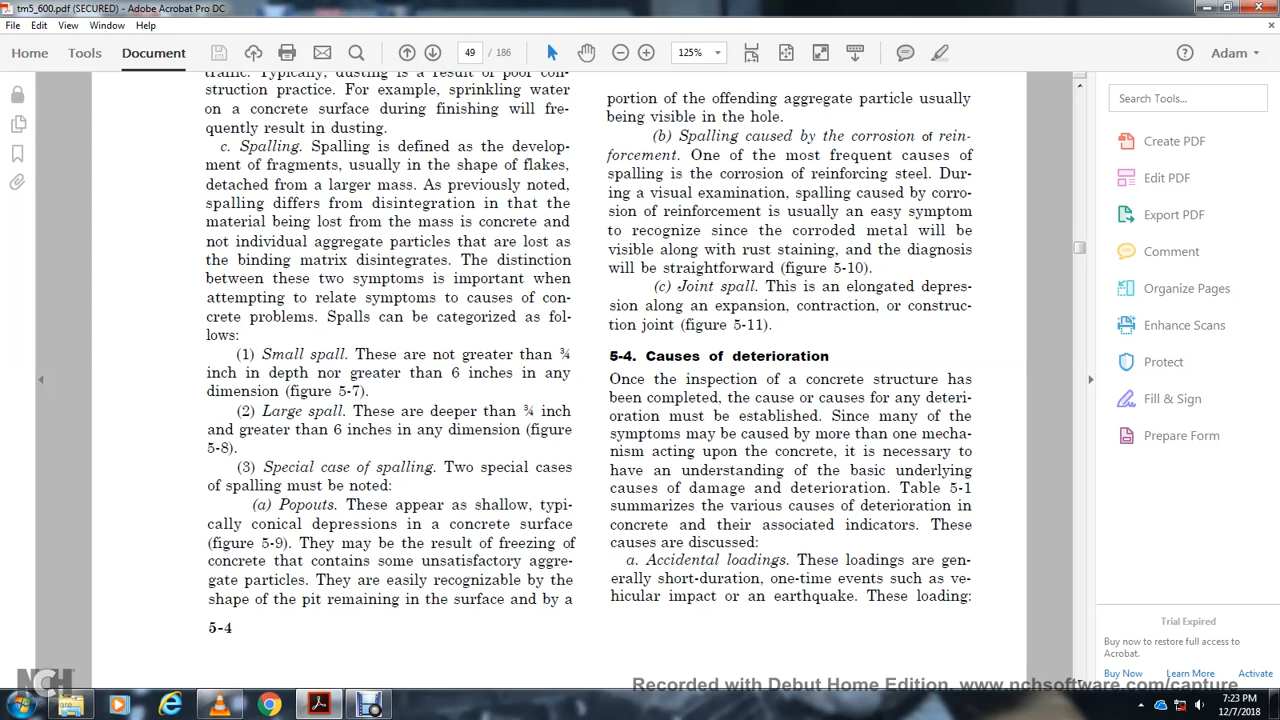 tm5_600.pdf (SECURED) - Adobe Acrobat Pro DC
File Edit View Window Help
Home Tools Document 49 / 186 125% Adam
traffic. Typically, dusting is a result of poor con-
struction practice. For example, sprinkling water
on a concrete surface during finishing will fre-
quently result in dusting.
c. Spalling. Spalling is defined as the develop-
ment of fragments, usually in the shape of flakes,
detached from a larger mass. As previously noted,
spalling differs from disintegration in that the
material being lost from the mass is concrete and
not individual aggregate particles that are lost as
the binding matrix disintegrates. The distinction
between these two symptoms is important when
attempting to relate symptoms to causes of con-
crete problems. Spalls can be categorized as fol-
lows:
(1) Small spall. These are not greater than ¾
inch in depth nor greater than 6 inches in any
dimension (figure 5-7).
(2) Large spall. These are deeper than ¾ inch
and greater than 6 inches in any dimension (figure
5-8).
(3) Special case of spalling. Two special cases
of spalling must be noted:
(a) Popouts. These appear as shallow, typi-
cally conical depressions in a concrete surface
(figure 5-9). They may be the result of freezing of
concrete that contains some unsatisfactory aggre-
gate particles. They are easily recognizable by the
shape of the pit remaining in the surface and by a
5-4
portion of the offending aggregate particle usually
being visible in the hole.
(b) Spalling caused by the corrosion of rein-
forcement. One of the most frequent causes of
spalling is the corrosion of reinforcing steel. Dur-
ing a visual examination, spalling caused by corro-
sion of reinforcement is usually an easy symptom
to recognize since the corroded metal will be
visible along with rust staining, and the diagnosis
will be straightforward (figure 5-10).
(c) Joint spall. This is an elongated depres-
sion along an expansion, contraction, or construc-
tion joint (figure 5-11).
5-4. Causes of deterioration
Once the inspection of a concrete structure has
been completed, the cause or causes for any deteri-
oration must be established. Since many of the
symptoms may be caused by more than one mecha-
nism acting upon the concrete, it is necessary to
have an understanding of the basic underlying
causes of damage and deterioration. Table 5-1
summarizes the various causes of deterioration in
concrete and their associated indicators. These
causes are discussed:
a. Accidental loadings. These loadings are gen-
erally short-duration, one-time events such as ve-
hicular impact or an earthquake. These loading:
Search Tools...
Create PDF
Edit PDF
Export PDF
Comment
Organize Pages
Enhance Scans
Protect
Fill & Sign
Prepare Form
Trial Expired
Buy now to restore full access to
Acrobat.
Buy Now Learn More Activate
NCH
Recorded with Debut Home Edition. www.nchsoftware.com/capture
7:23 PM
12/7/2018